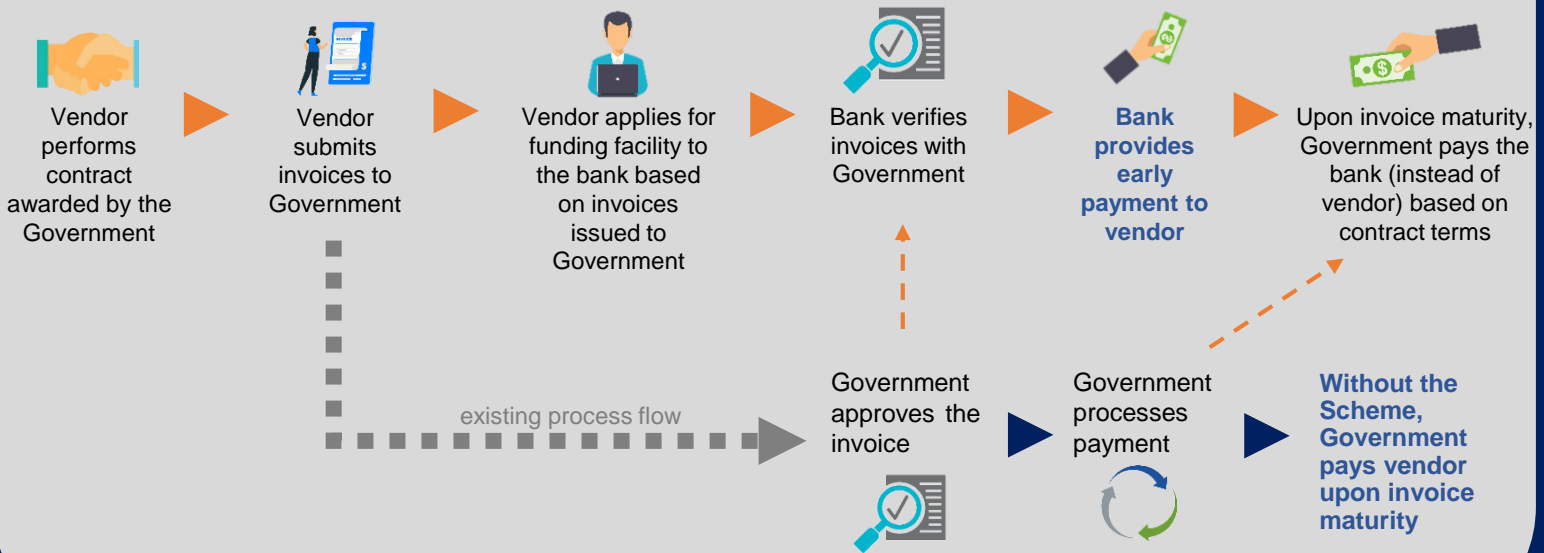 Vendor
performs
contract
awarded by the
Government
Vendor
submits
invoices to
Government
Vendor applies for
funding facility to
the bank based
on invoices
issued to
Government
Bank verifies
invoices with
Government
Bank
provides
early
payment to
vendor
Upon invoice maturity,
Government pays the
bank (instead of
vendor) based on
contract terms
existing process flow
Government
approves the
invoice
Government
processes
payment
Without the
Scheme,
Government
pays vendor
upon invoice
maturity